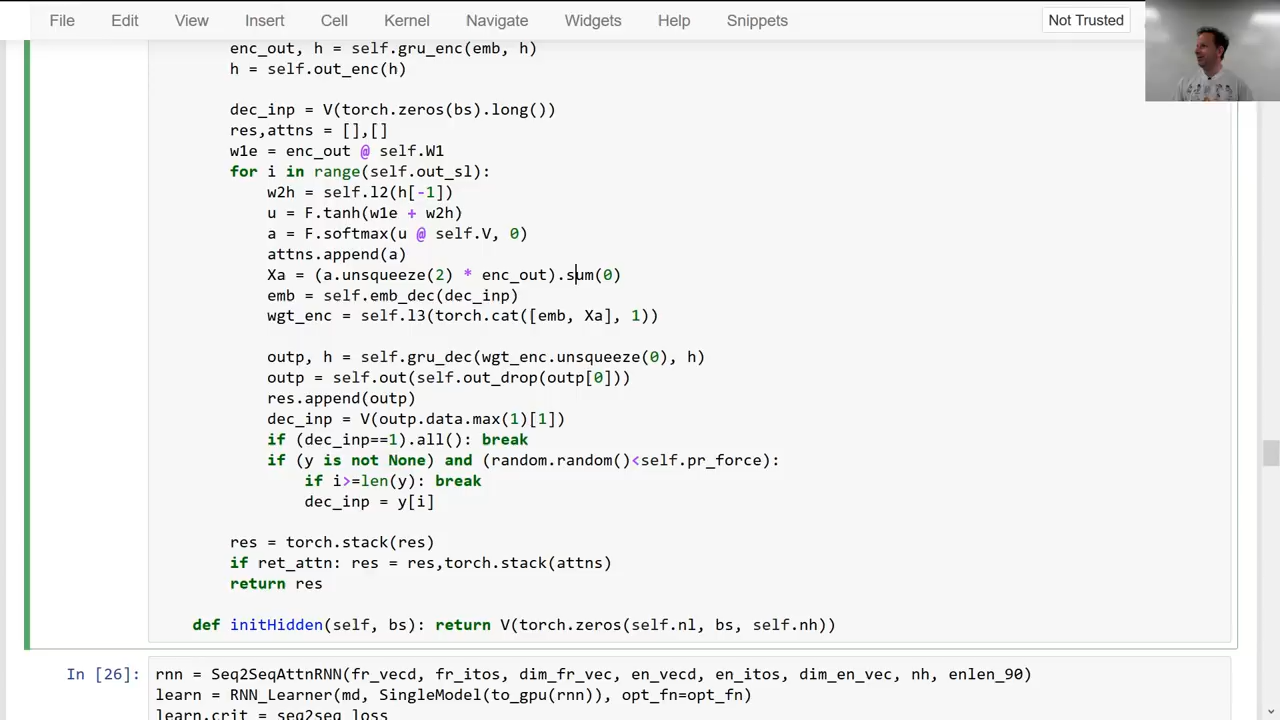 File Edit View Insert Cell Kernel Navigate Widgets Help Snippets Not Trusted
enc_out, h = self.gru_enc(emb, h)
h = self.out_enc(h)
dec_inp = V(torch.zeros(bs).long())
res,attns = [],[]
w1e = enc_out @ self.W1
for i in range(self.out_sl):
w2h = self.l2(h[-1])
u = F.tanh(w1e + w2h)
a = F.softmax(u @ self.V, 0)
attns.append(a)
Xa = (a.unsqueeze(2) * enc_out).sum(0)
emb = self.emb_dec(dec_inp)
wgt_enc = self.l3(torch.cat([emb, Xa], 1))
outp, h = self.gru_dec(wgt_enc.unsqueeze(0), h)
outp = self.out(self.out_drop(outp[0]))
res.append(outp)
dec_inp = V(outp.data.max(1)[1])
if (dec_inp==1).all(): break
if (y is not None) and (random.random()<self.pr_force):
if i>=len(y): break
dec_inp = y[i]
res = torch.stack(res)
if ret_attn: res = res,torch.stack(attns)
return res
def initHidden(self, bs): return V(torch.zeros(self.nl, bs, self.nh))
In [26]: rnn = Seq2SeqAttnRNN(fr_vecd, fr_itos, dim_fr_vec, en_vecd, en_itos, dim_en_vec, nh, enlen_90)
learn = RNN_Learner(md, SingleModel(to_gpu(rnn)), opt_fn=opt_fn)
learn.crit = seq2seq_loss